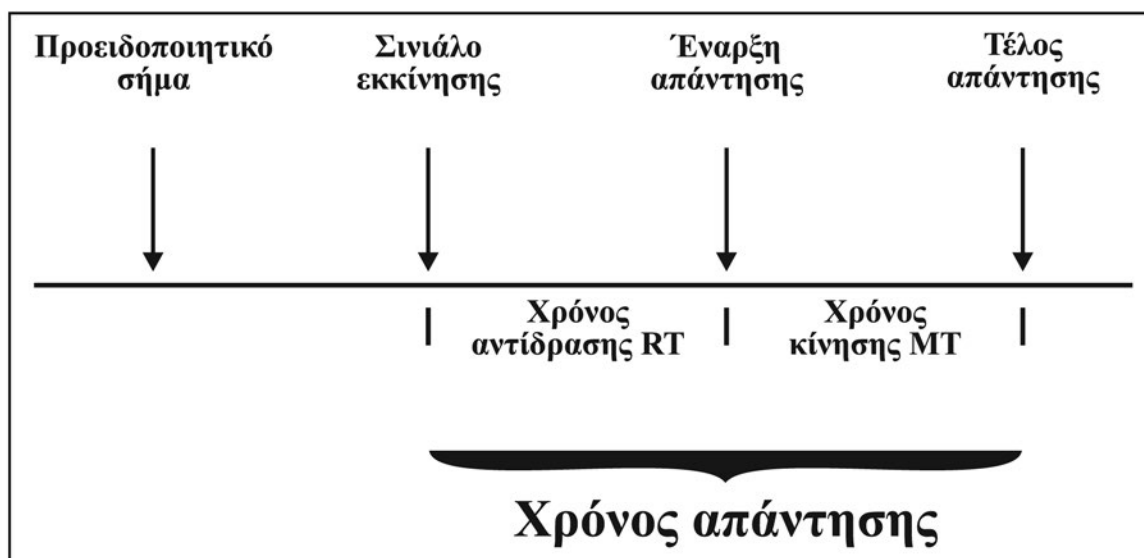 Προειδοποιητικό
σήμα
Σινιάλο
εκκίνησης
Έναρξη
απάντησης
Τέλος
απάντησης
Χρόνος
αντίδρασης RT
Χρόνος
κίνησης MT
Χρόνος απάντησης